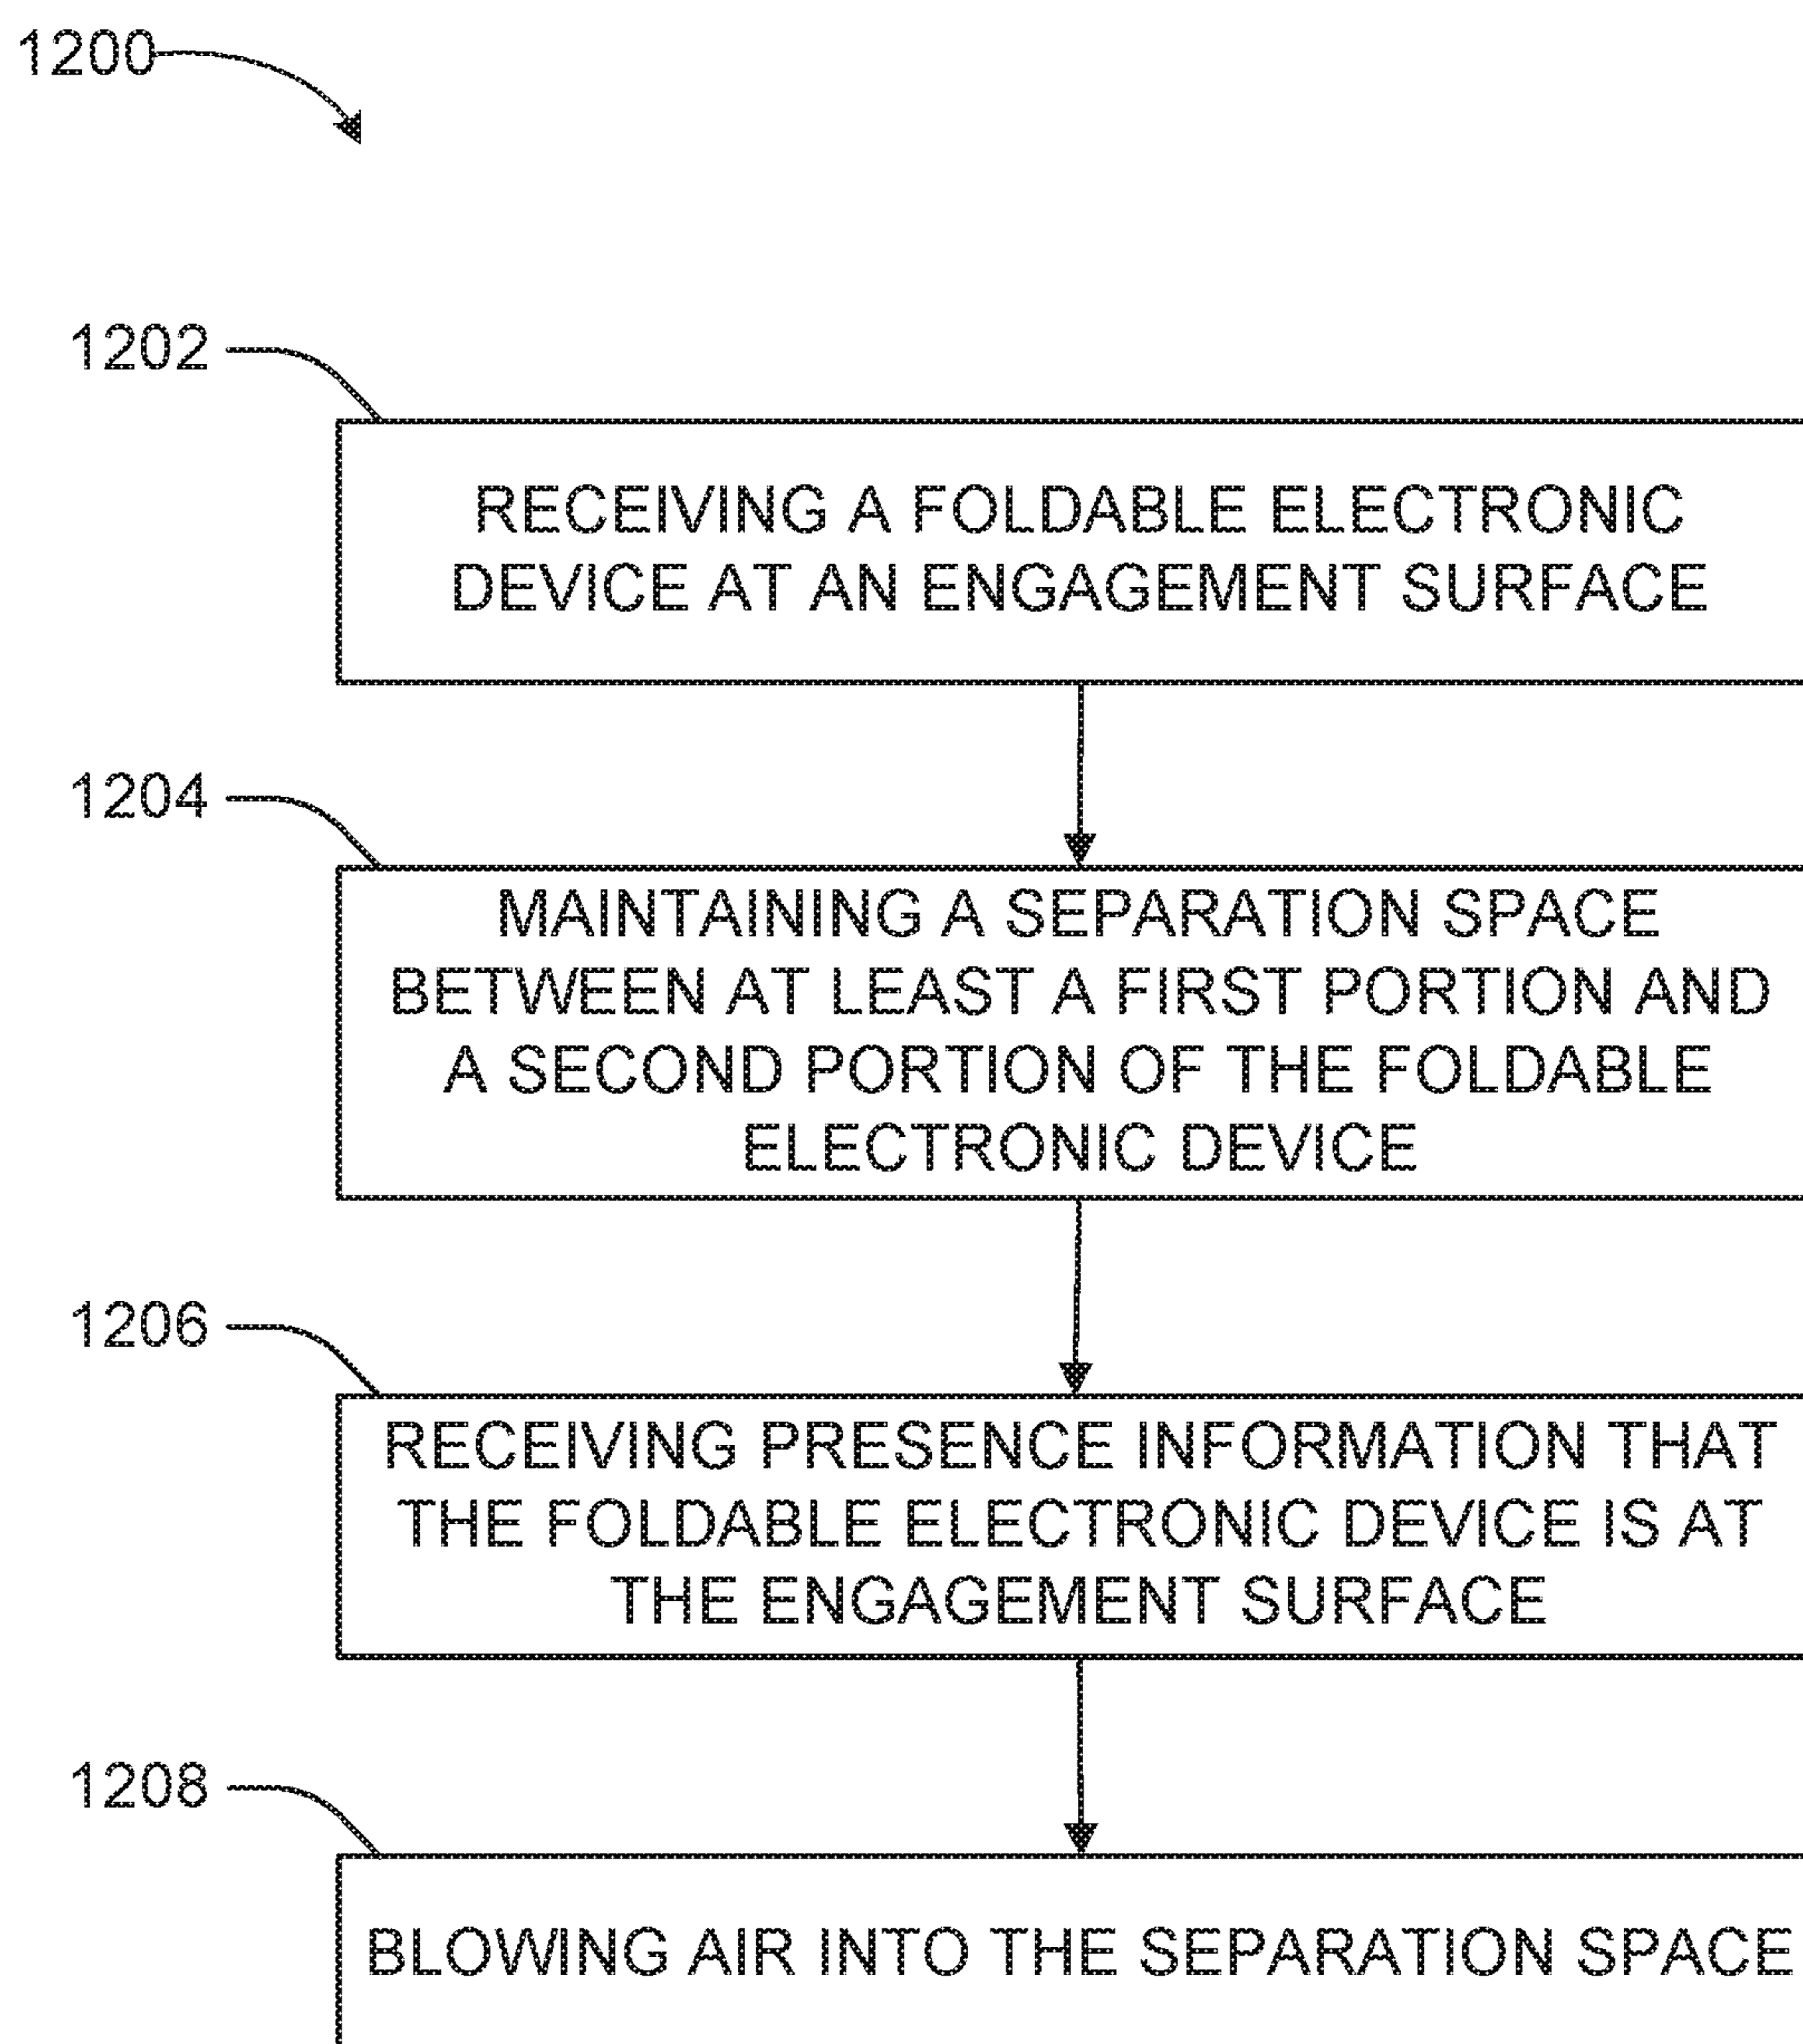 1200
1202
RECEIVING A FOLDABLE ELECTRONIC
DEVICE AT AN ENGAGEMENT SURFACE
1204
MAINTAINING A SEPARATION SPACE
BETWEEN AT LEAST A FIRST PORTION AND
A SECOND PORTION OF THE FOLDABLE
ELECTRONIC DEVICE
1206
RECEIVING PRESENCE INFORMATION THAT
THE FOLDABLE ELECTRONIC DEVICE IS AT
THE ENGAGEMENT SURFACE
1208
BLOWING AIR INTO THE SEPARATION SPACE